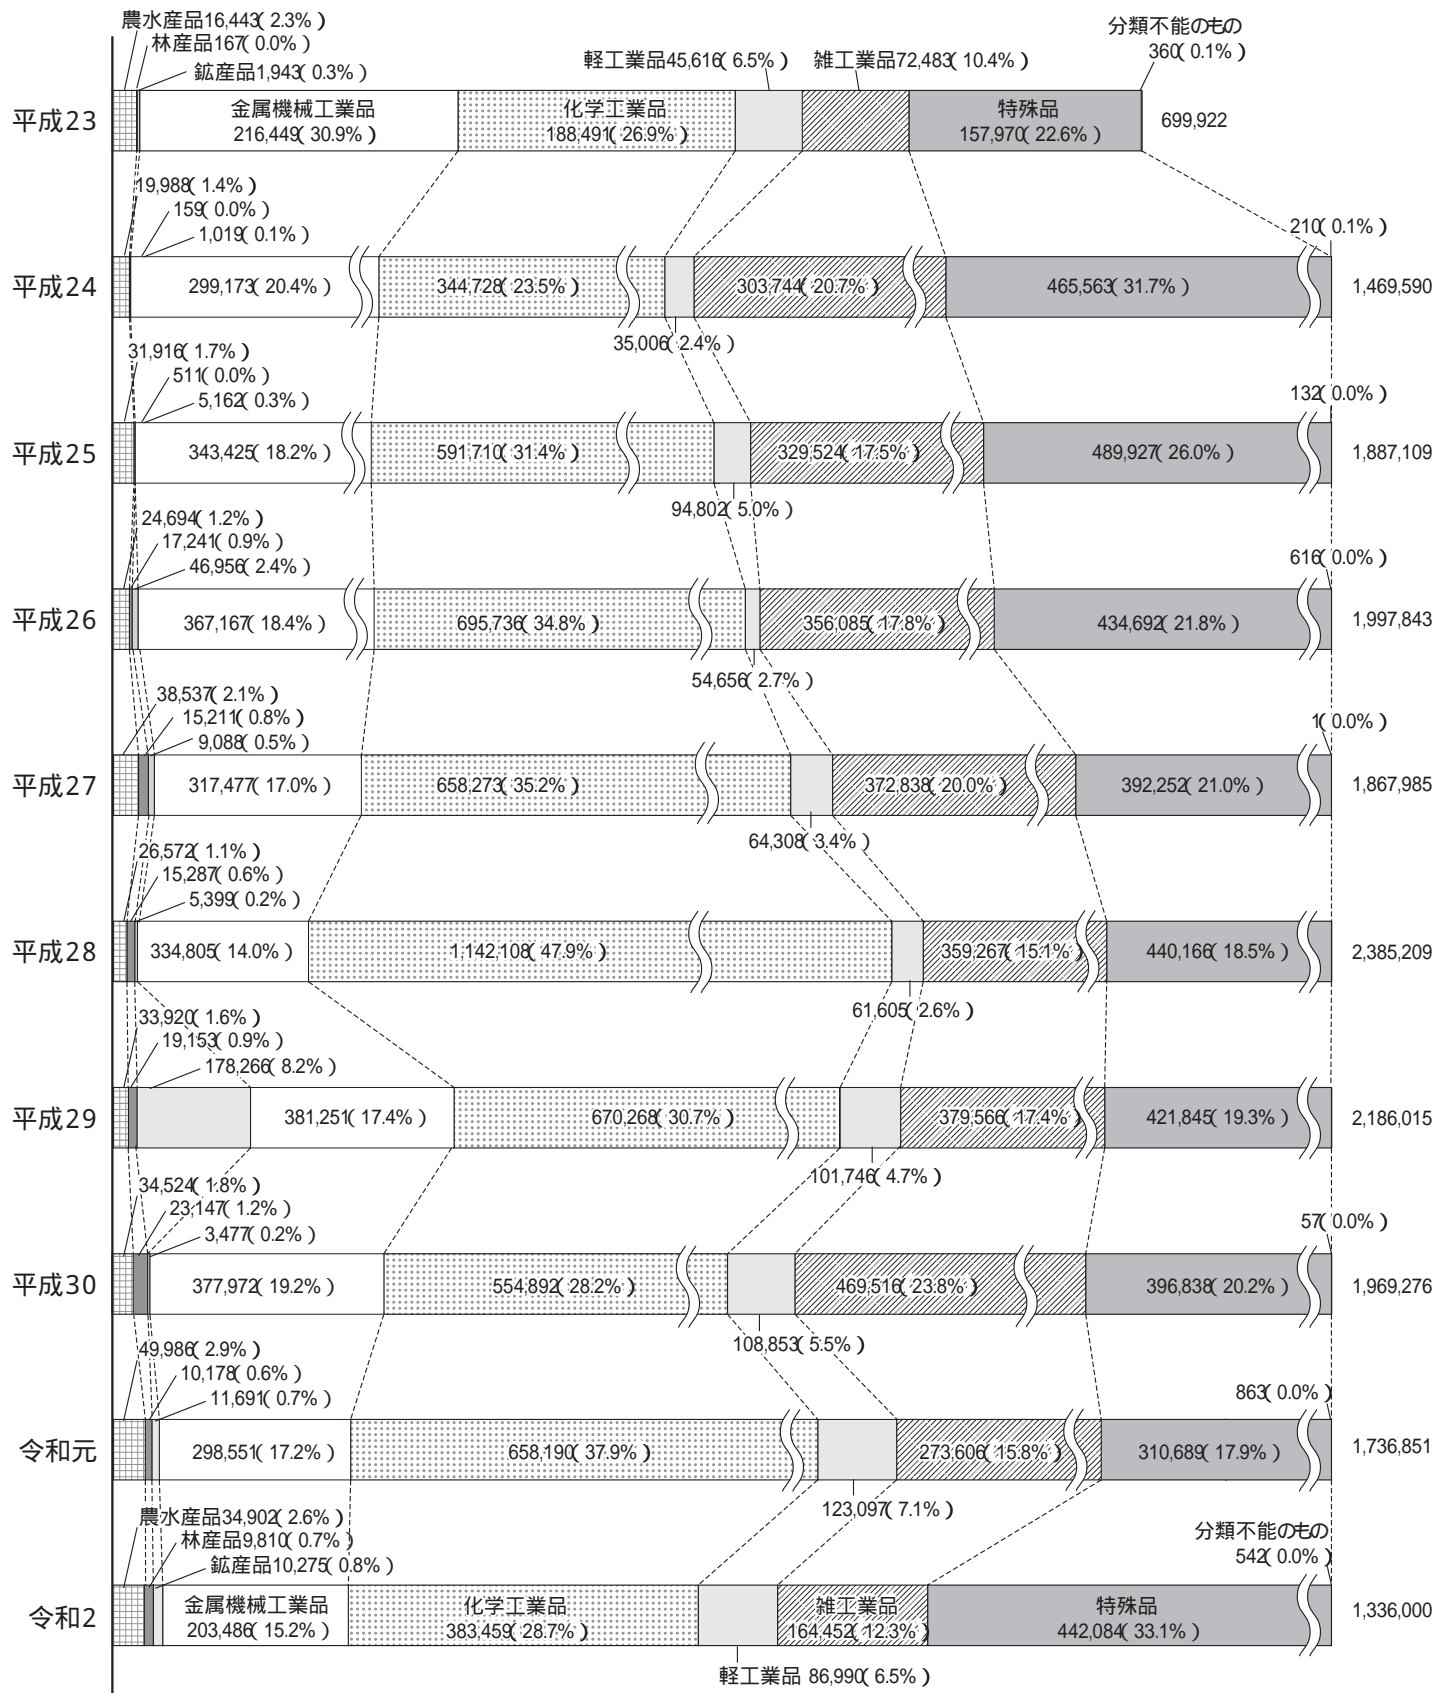 農水産品16,443( 2.3% )
林産品167( 0.0% )
鉱産品1,943( 0.3% )
軽工業品45,616( 6.5% )
雑工業品72,483( 10.4% )
分類不能のもの
360( 0.1% )
平成23
金属機械工業品
216,449( 30.9% )
化学工業品
188,491( 26.9% )
特殊品
157,970( 22.6% )
699,922
19,988( 1.4% )
159( 0.0% )
1,019( 0.1% )
210( 0.1% )
平成24
299,173( 20.4% )
344,728( 23.5% )
303,744( 20.7% )
465,563( 31.7% )
1,469,590
35,006( 2.4% )
31,916( 1.7% )
511( 0.0% )
5,162( 0.3% )
132( 0.0% )
平成25
343,425( 18.2% )
591,710( 31.4% )
329,524( 17.5% )
489,927( 26.0% )
1,887,109
94,802( 5.0% )
24,694( 1.2% )
17,241( 0.9% )
46,956( 2.4% )
616( 0.0% )
平成26
367,167( 18.4% )
695,736( 34.8% )
356,085( 17.8% )
434,692( 21.8% )
1,997,843
54,656( 2.7% )
38,537( 2.1% )
15,211( 0.8% )
9,088( 0.5% )
1( 0.0% )
平成27
317,477( 17.0% )
658,273( 35.2% )
372,838( 20.0% )
392,252( 21.0% )
1,867,985
64,308( 3.4% )
26,572( 1.1% )
15,287( 0.6% )
5,399( 0.2% )
平成28
334,805( 14.0% )
1,142,108( 47.9% )
359,267( 15.1% )
440,166( 18.5% )
2,385,209
61,605( 2.6% )
33,920( 1.6% )
19,153( 0.9% )
178,266( 8.2% )
平成29
381,251( 17.4% )
670,268( 30.7% )
379,566( 17.4% )
421,845( 19.3% )
2,186,015
101,746( 4.7% )
34,524( 1.8% )
23,147( 1.2% )
3,477( 0.2% )
57( 0.0% )
平成30
377,972( 19.2% )
554,892( 28.2% )
469,516( 23.8% )
396,838( 20.2% )
1,969,276
108,853( 5.5% )
49,986( 2.9% )
10,178( 0.6% )
11,691( 0.7% )
863( 0.0% )
令和元
298,551( 17.2% )
658,190( 37.9% )
273,606( 15.8% )
310,689( 17.9% )
1,736,851
123,097( 7.1% )
農水産品34,902( 2.6% )
林産品9,810( 0.7% )
鉱産品10,275( 0.8% )
分類不能のもの
542( 0.0% )
令和2
金属機械工業品
203,486( 15.2% )
化学工業品
383,459( 28.7% )
雑工業品
164,452( 12.3% )
特殊品
442,084( 33.1% )
1,336,000
軽工業品 86,990( 6.5% )